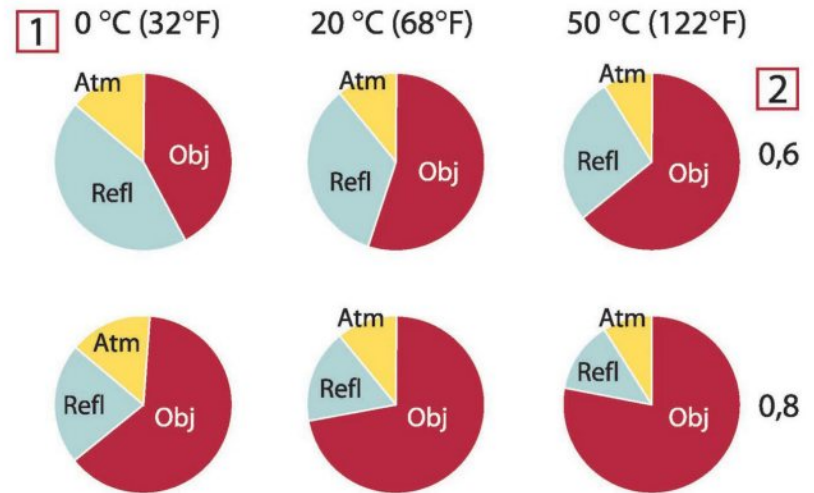 1 0 °C (32°F) 20 °C (68°F) 50 °C (122°F)
2
Atm Obj Refl
Atm Obj Refl
Atm Obj Refl
0,6
Atm Obj Refl
Atm Obj Refl
Atm Obj Refl
0,8